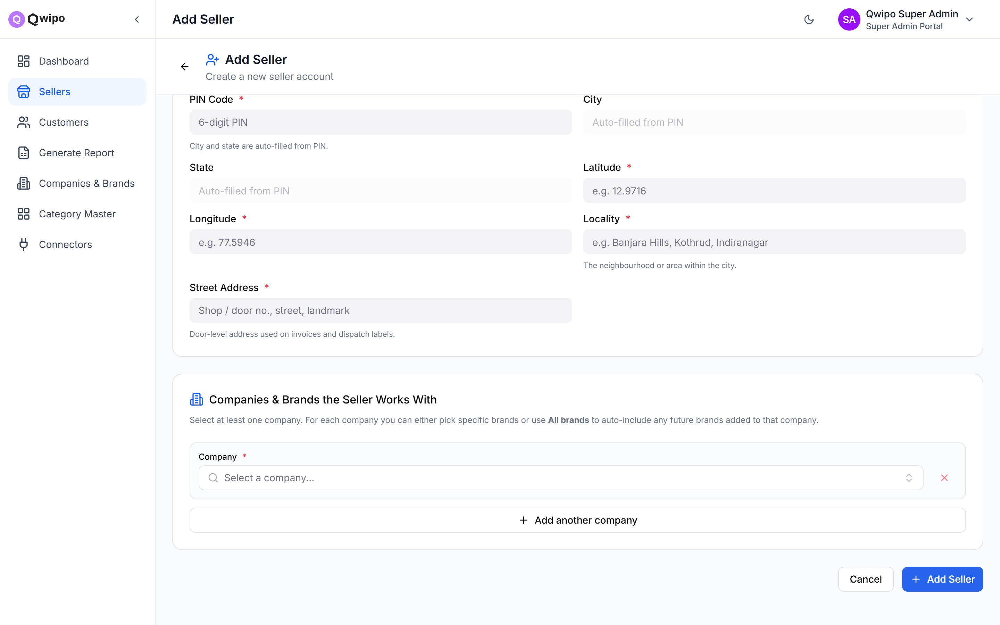 Qwipo
Add Seller
SA
Qwipo Super Admin
Super Admin Portal
Dashboard
Sellers
Customers
Generate Report
Companies & Brands
Category Master
Connectors
Add Seller
Create a new seller account
PIN Code *
City
6-digit PIN
Auto-filled from PIN
City and state are auto-filled from PIN.
State
Latitude *
Auto-filled from PIN
e.g. 12.9716
Longitude *
Locality *
e.g. 77.5946
e.g. Banjara Hills, Kothrud, Indiranagar
The neighbourhood or area within the city.
Street Address *
Shop / door no., street, landmark
Door-level address used on invoices and dispatch labels.
Companies & Brands the Seller Works With
Select at least one company. For each company you can either pick specific brands or use All brands to auto-include any future brands added to that company.
Company *
Select a company...
Add another company
Cancel
Add Seller